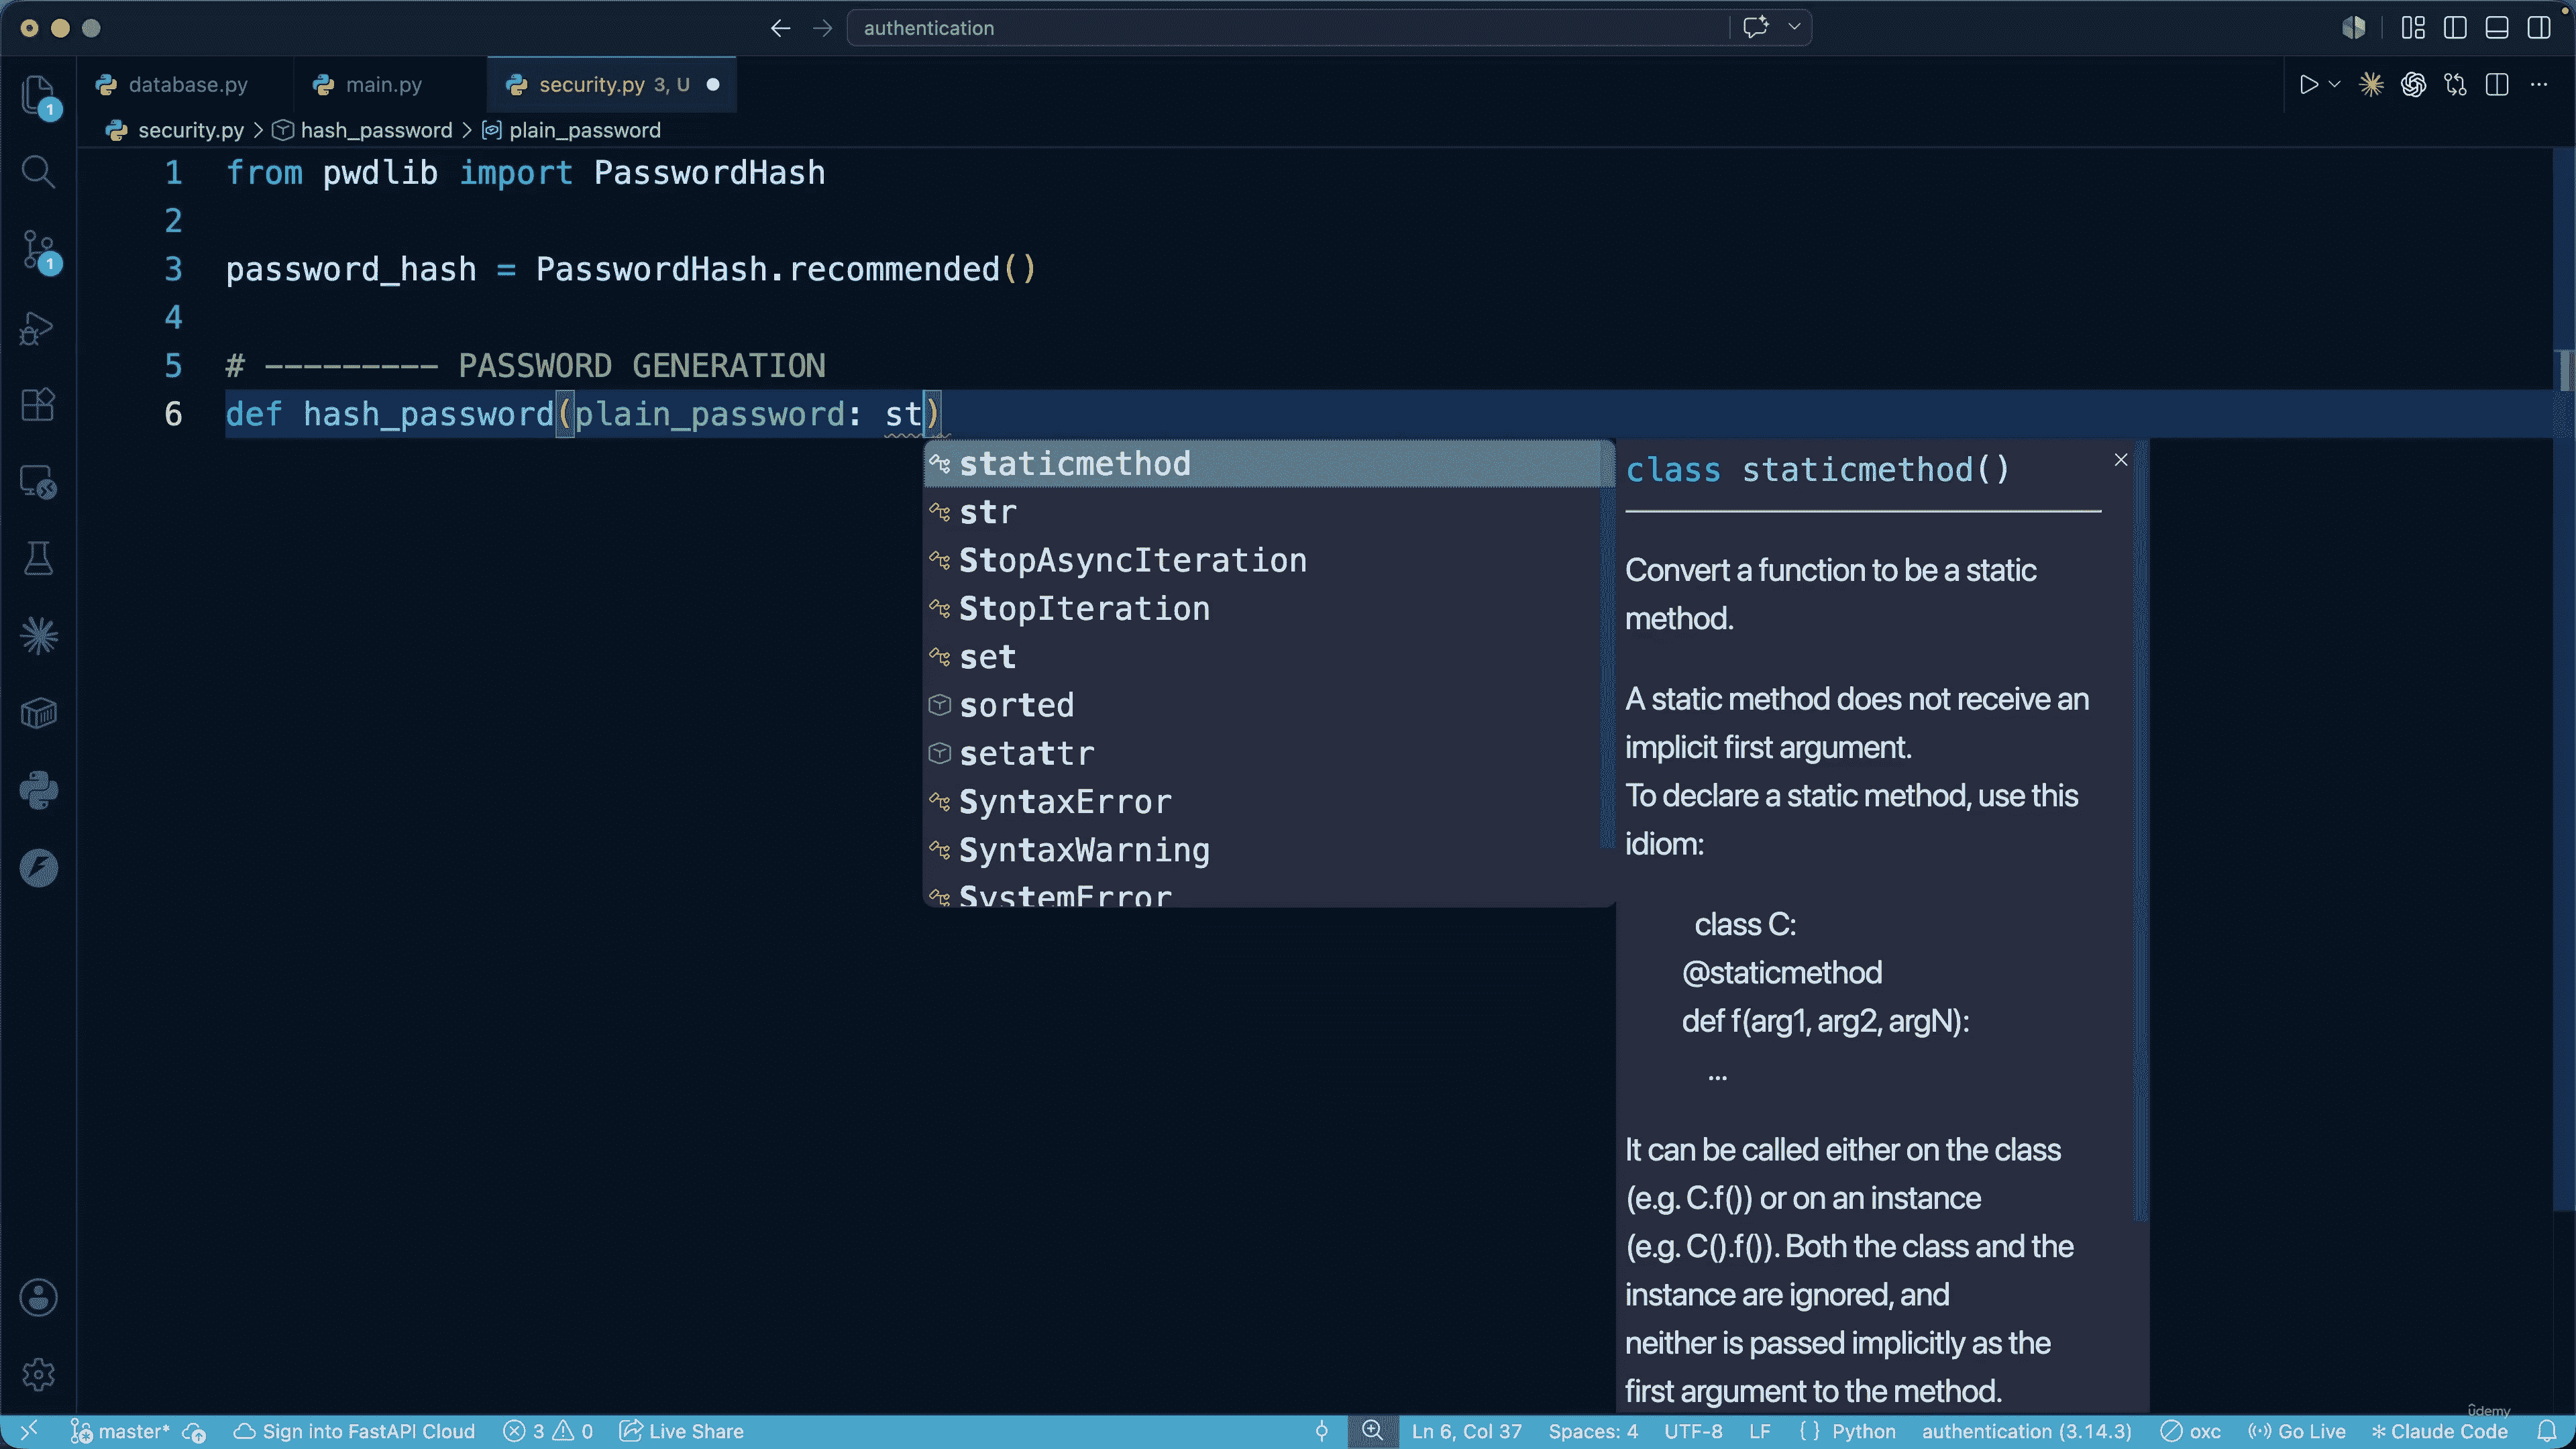 authentication
database.py
main.py
security.py 3, U
security.py > hash_password > plain_password
1
1
1 from pwdlib import PasswordHash
2
3 password_hash = PasswordHash.recommended()
4
5 # --------- PASSWORD GENERATION
6 def hash_password(plain_password: st)
staticmethod
str
StopAsyncIteration
StopIteration
set
sorted
setattr
SyntaxError
SyntaxWarning
SystemError
class staticmethod()
Convert a function to be a static
method.
A static method does not receive an
implicit first argument.
To declare a static method, use this
idiom:
class C:
@staticmethod
def f(arg1, arg2, argN):
...
It can be called either on the class
(e.g. C.f()) or on an instance
(e.g. C().f()). Both the class and the
instance are ignored, and
neither is passed implicitly as the
first argument to the method.
udemy
master* Sign into FastAPI Cloud 3 0 Live Share Ln 6, Col 37 Spaces: 4 UTF-8 LF { } Python authentication (3.14.3) oxc Go Live Claude Code